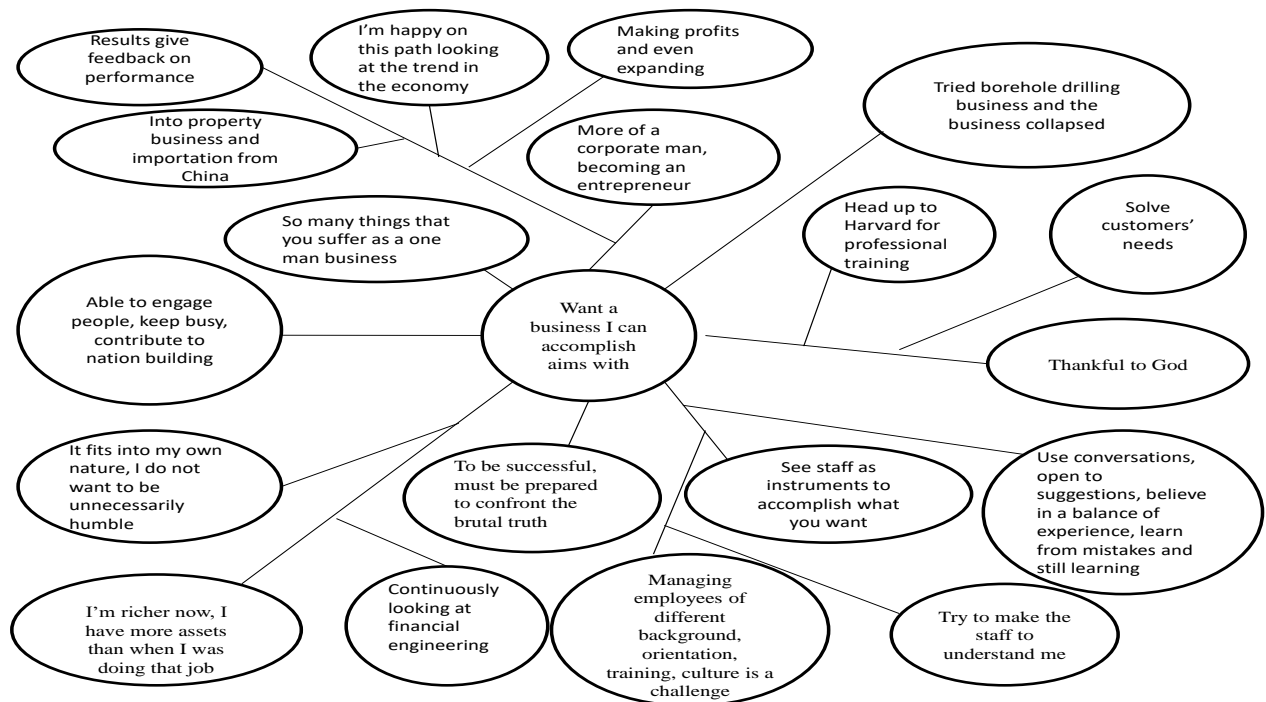 Results give
feedback on
performance
I'm happy on
this path looking
at the trend in
the economy
Making profits
and even
expanding
Tried borehole drilling
business and the
business collapsed
Into property
business and
importation from
China
More of a
corporate man,
becoming an
entrepreneur
So many things that
you suffer as a one
man business
Head up to
Harvard for
professional
training
Solve
customers'
needs
Able to engage
people, keep busy,
contribute to
nation building
Want a
business I can
accomplish
aims with
Thankful to God
It fits into my own
nature, I do not
want to be
unnecessarily
humble
To be successful,
must be prepared
to confront the
brutal truth
See staff as
instruments to
accomplish what
you want
Use conversations,
open to
suggestions, believe
in a balance of
experience, learn
from mistakes and
still learning
I'm richer now, I
have more assets
than when I was
doing that job
Continuously
looking at
financial
engineering
Managing
employees of
different
background,
orientation,
training, culture is a
challenge
Try to make the
staff to
understand me